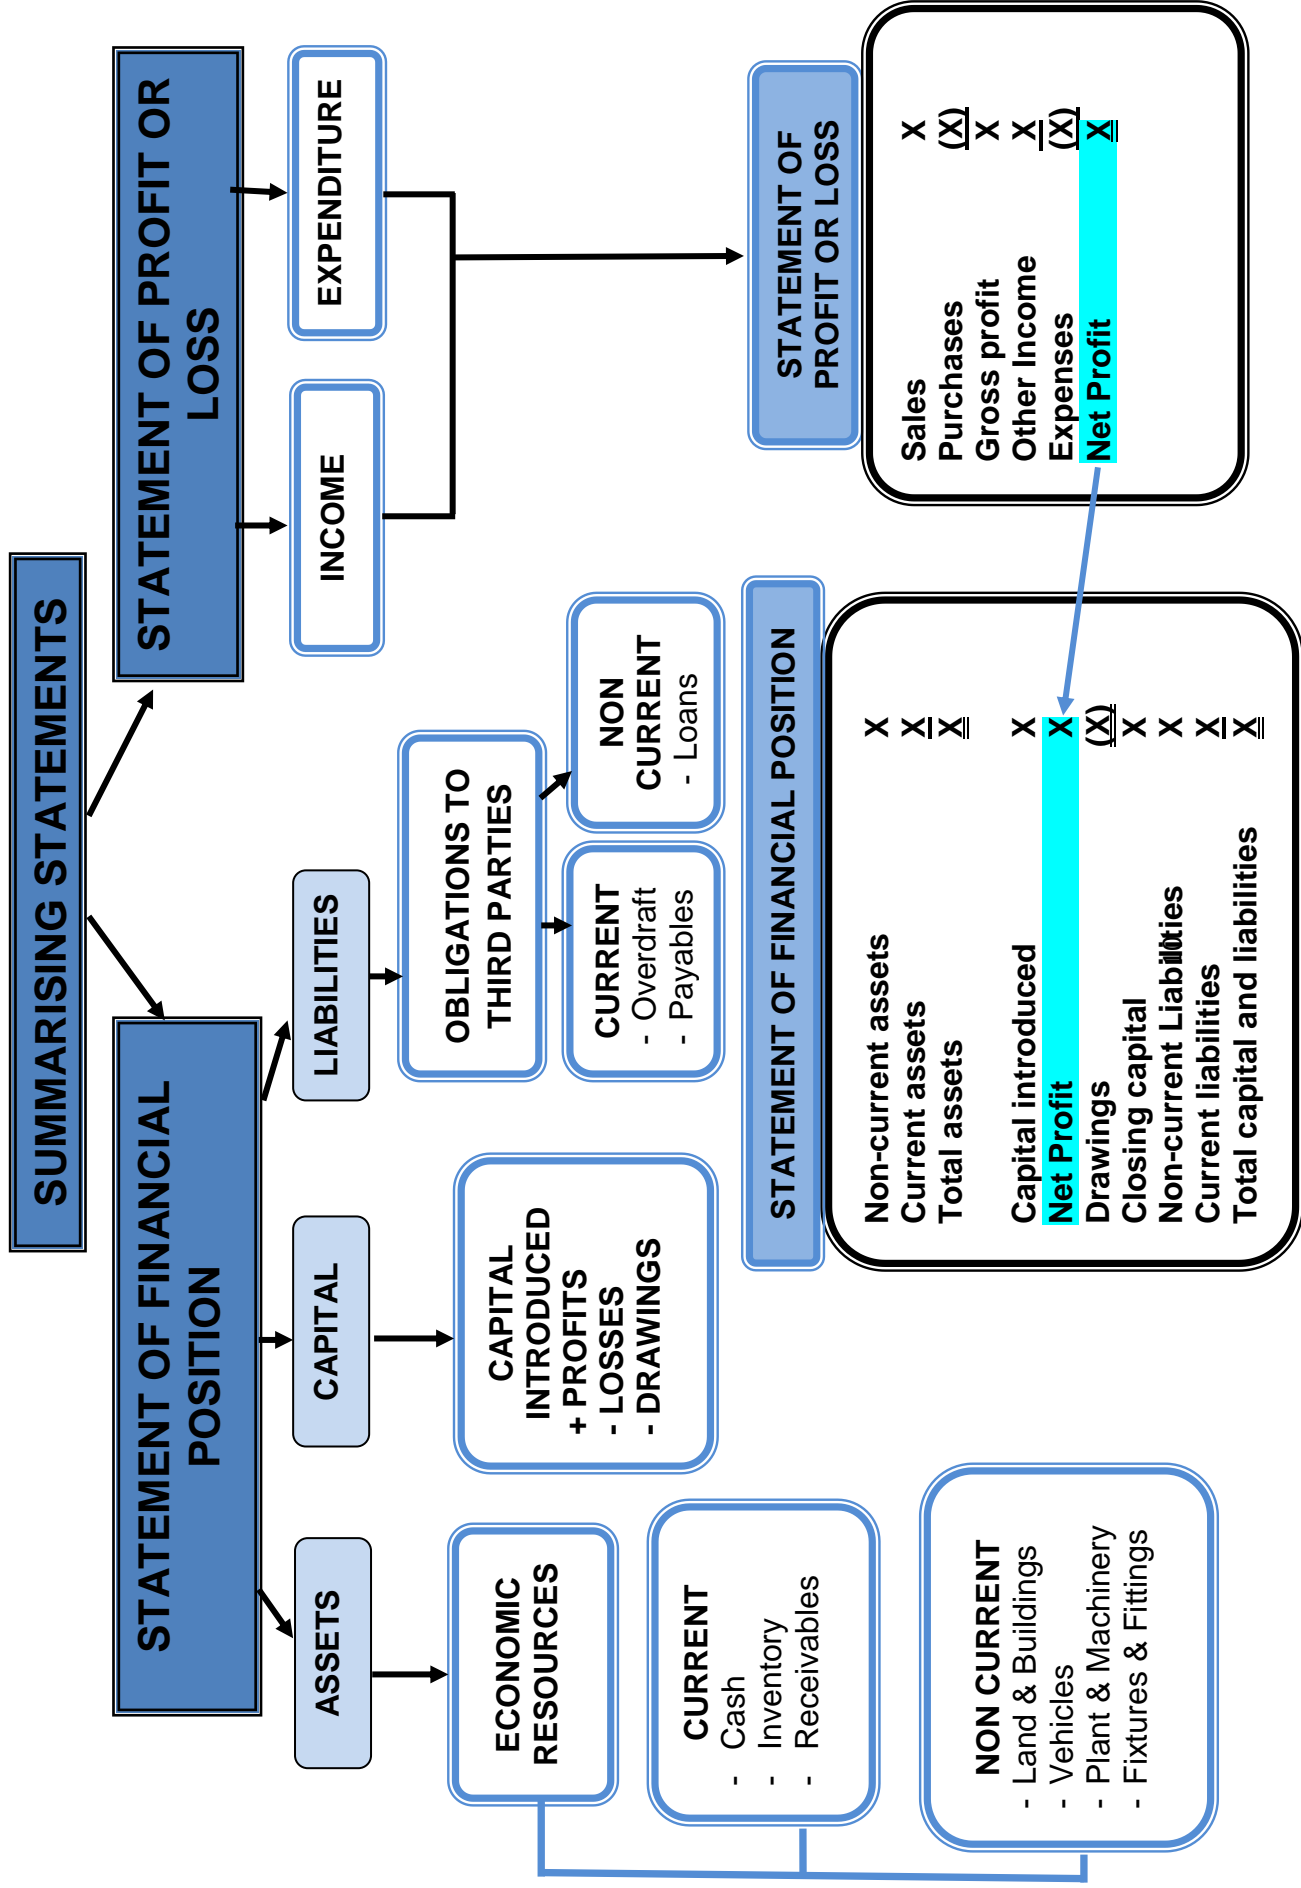 SUMMARISING STATEMENTS
STATEMENT OF FINANCIAL
POSITION
STATEMENT OF PROFIT OR
LOSS
ASSETS
CAPITAL
LIABILITIES
INCOME
EXPENDITURE
ECONOMIC
RESOURCES
CURRENT
- Cash
- Inventory
- Receivables
NON CURRENT
- Land & Buildings
- Vehicles
- Plant & Machinery
- Fixtures & Fittings
CAPITAL
INTRODUCED
+ PROFITS
- LOSSES
- DRAWINGS
OBLIGATIONS TO
THIRD PARTIES
CURRENT
- Overdraft
- Payables
NON
CURRENT
- Loans
STATEMENT OF FINANCIAL POSITION
Non-current assets X
Current assets X
Total assets X
Capital introduced X
Net Profit X
Drawings (X)
Closing capital X
Non-current Liabilities X
Current liabilities X
Total capital and liabilities X
STATEMENT OF
PROFIT OR LOSS
Sales X
Purchases (X)
Gross profit X
Other Income X
Expenses (X)
Net Profit X